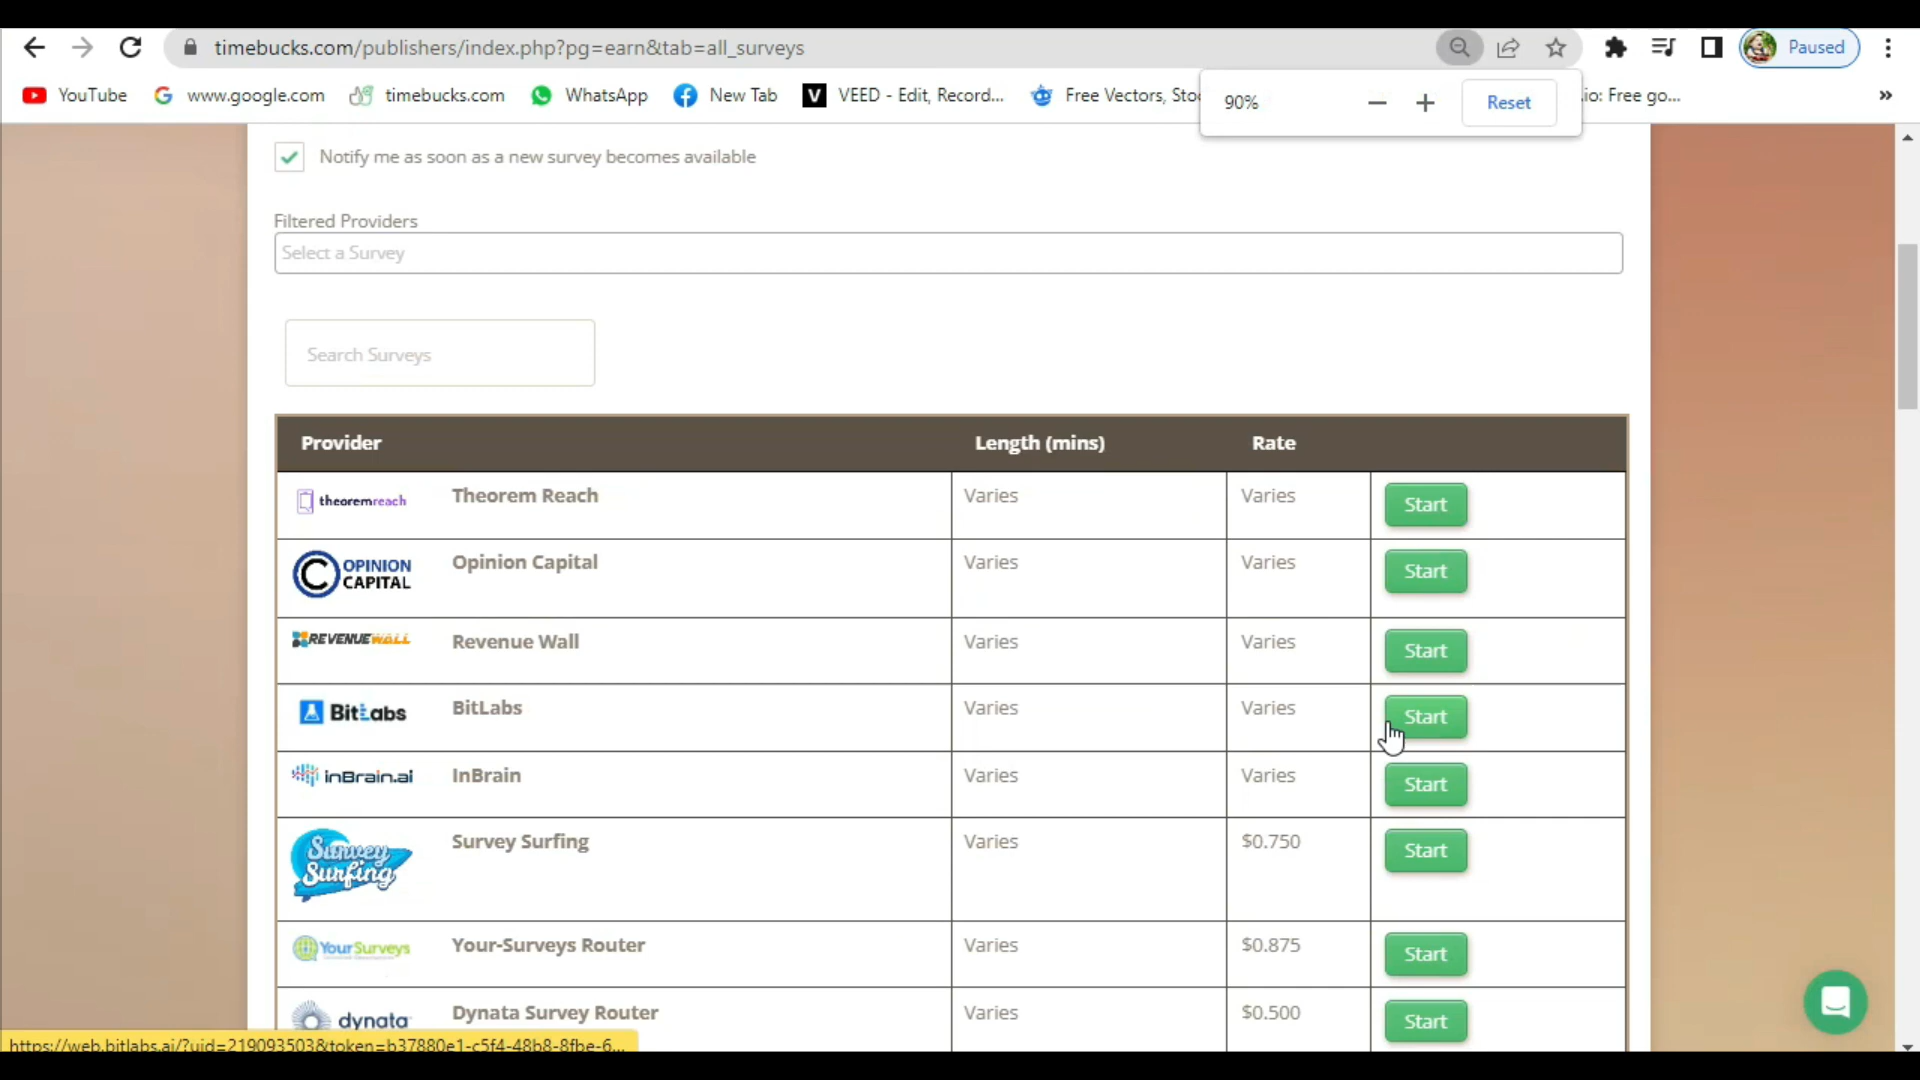 timebucks.com/publishers/index.php?pg=earn&tab=all_surveys
Paused
YouTube
www.google.com
timebucks.com
WhatsApp
New Tab
V
VEED - Edit, Record...
Free Vectors, Stoc
.io: Free go...
»
90%
Reset
Notify me as soon as a new survey becomes available
Filtered Providers
Select a Survey
Search Surveys
Provider Length (mins) Rate
theoremreach Theorem Reach Varies Varies Start
OPINION
CAPITAL
Opinion Capital Varies Varies Start
REVENUEWALL Revenue Wall Varies Varies Start
BitLabs BitLabs Varies Varies Start
inBrain.ai InBrain Varies Varies Start
Survey
Surfing
Survey Surfing Varies $0.750 Start
YourSurveys Your-Surveys Router Varies $0.875 Start
dynata Dynata Survey Router Varies $0.500 Start
https://web.bitlabs.ai/?uid=219093503&token=b37880e1-c5f4-48b8-8fbe-6...